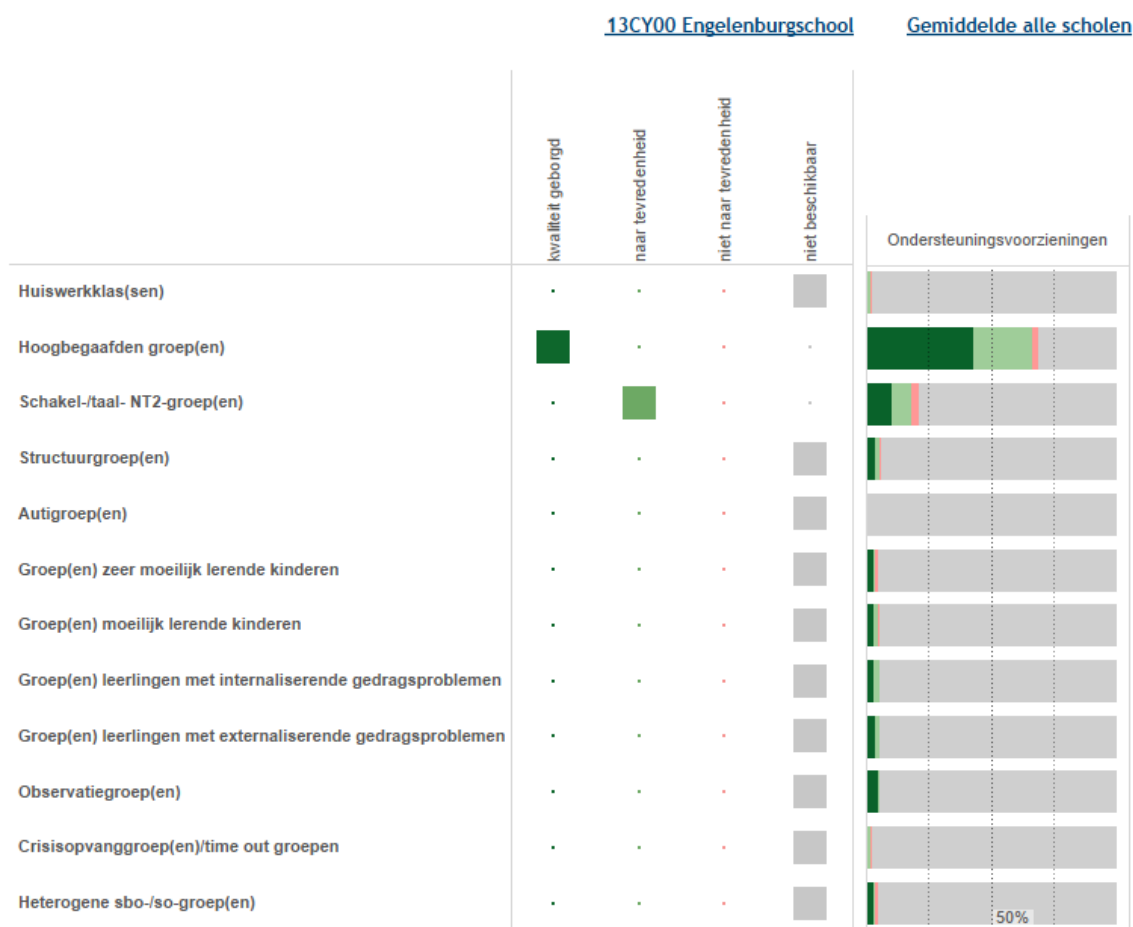 13CY00 Engelenburgschool
Gemiddelde alle scholen
kwaliteit geborgd
naar tevredenheid
niet naar tevredenheid
niet beschikbaar
Ondersteuningsvoorzieningen
Huiswerkklas(sen)
Hoogbegaafden groep(en)
Schakel-/taal- NT2-groep(en)
Structuurgroep(en)
Autigroep(en)
Groep(en) zeer moeilijk lerende kinderen
Groep(en) moeilijk lerende kinderen
Groep(en) leerlingen met internaliserende gedragsproblemen
Groep(en) leerlingen met externaliserende gedragsproblemen
Observatiegroep(en)
Crisisopvanggroep(en)/time out groepen
Heterogene sbo-/so-groep(en)
50%